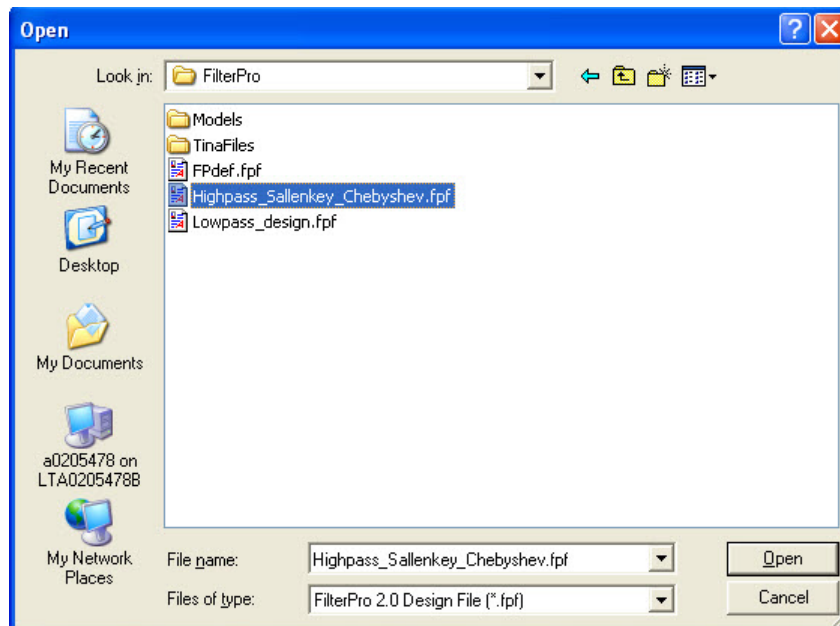 Open
Look in: FilterPro
My Recent
Documents
Desktop
My Documents
a0205478 on
LTA0205478B
My Network
Places
Models
TinaFiles
FPdef.fpf
Highpass_Sallenkey_Chebyshev.fpf
Lowpass_design.fpf
File name: Highpass_Sallenkey_Chebyshev.fpf Open
Files of type: FilterPro 2.0 Design File (*.fpf) Cancel